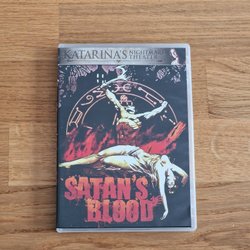 KATARINA'S
NIGHTMARE
THEATER
SATAN'S
BLOOD